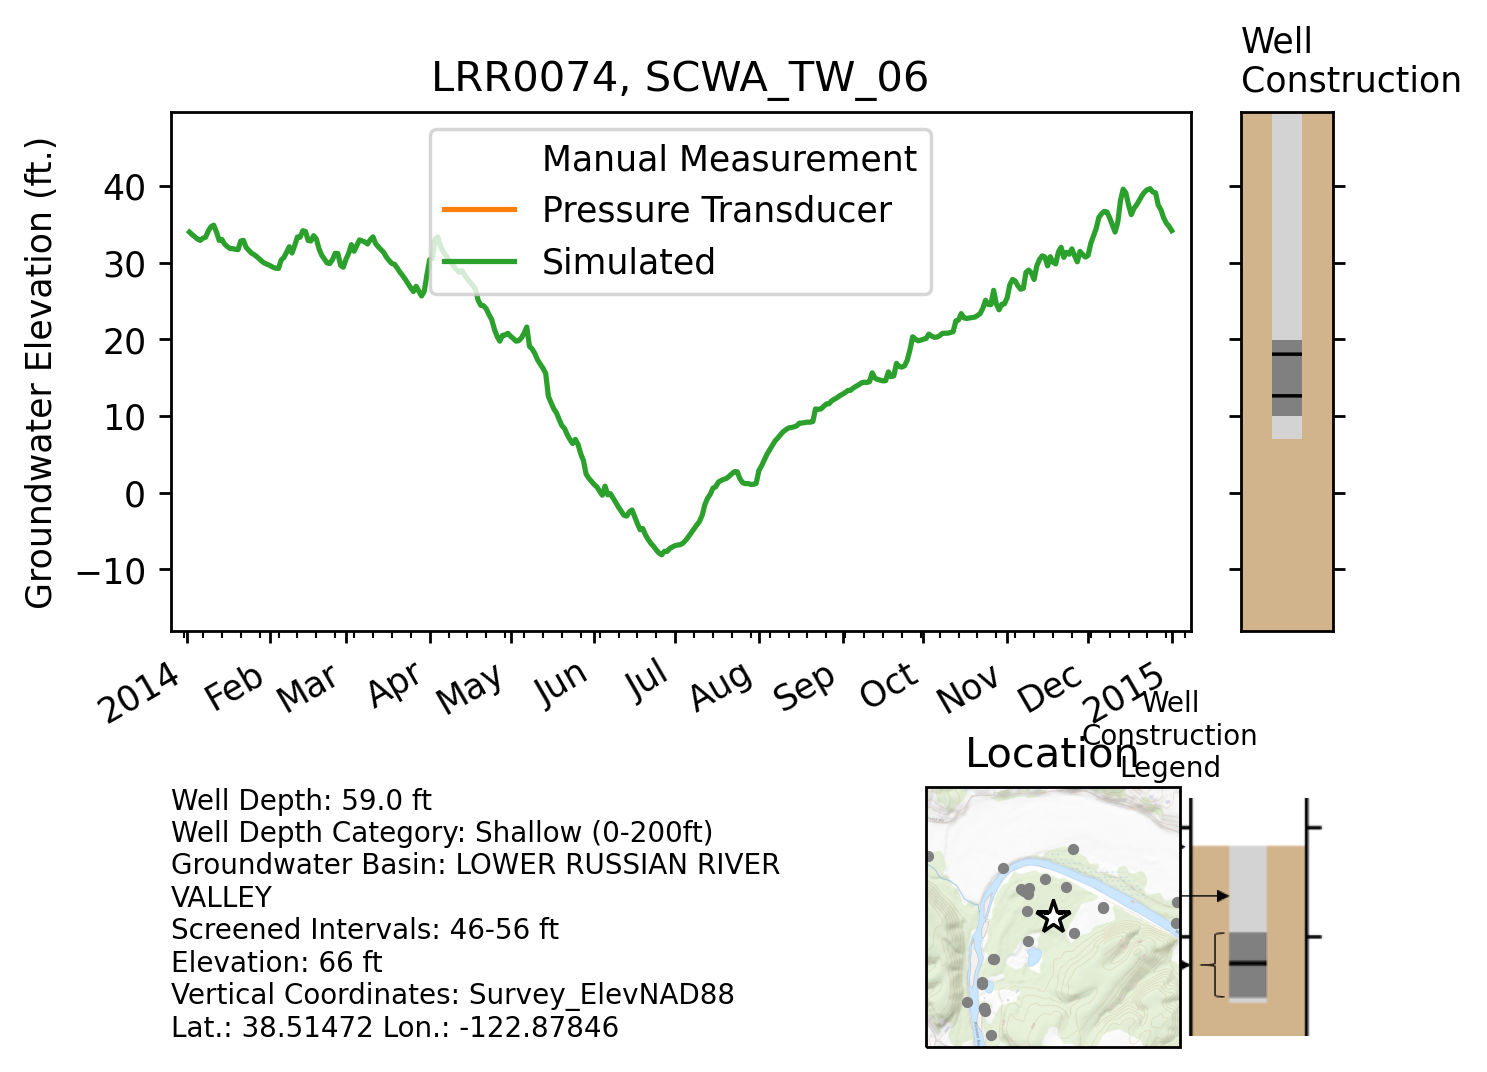 Well
Construction
LRR0074, SCWA_TW_06
Groundwater Elevation (ft.)
Manual Measurement
Pressure Transducer
Simulated
40
30
20
10
0
−10
2014
Feb
Mar
Apr
May
Jun
Jul
Aug
Sep
Oct
Nov
Dec
2015
Well
Construction
Legend
Location
Well Depth: 59.0 ft
Well Depth Category: Shallow (0-200ft)
Groundwater Basin: LOWER RUSSIAN RIVER
VALLEY
Screened Intervals: 46-56 ft
Elevation: 66 ft
Vertical Coordinates: Survey_ElevNAD88
Lat.: 38.51472 Lon.: -122.87846